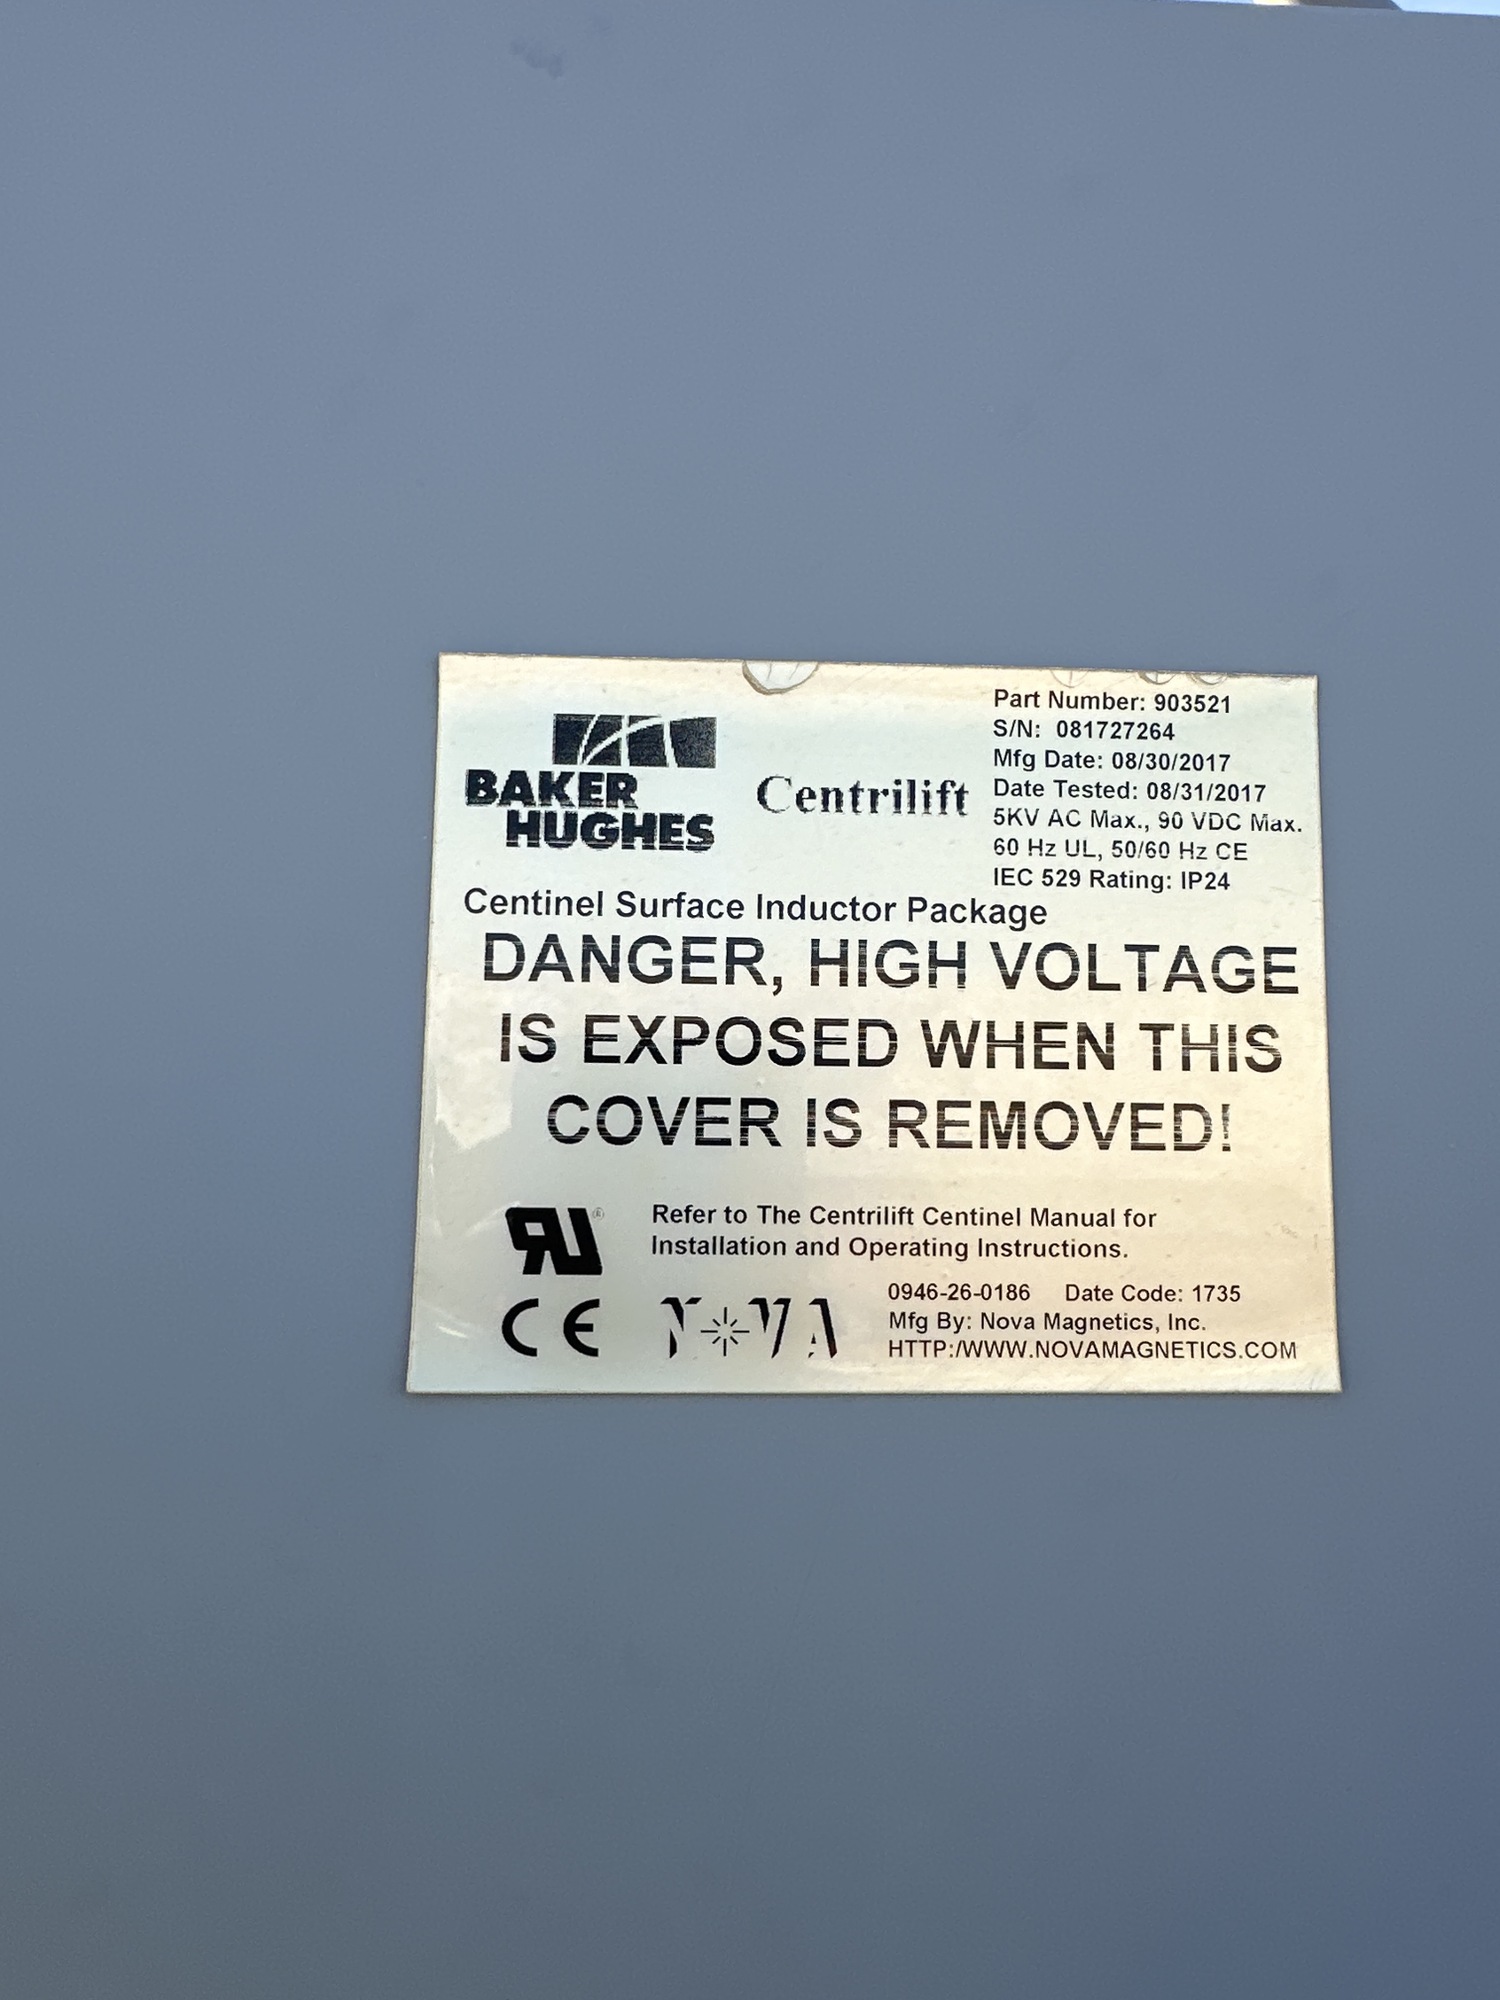 BAKER
HUGHES
Centrilift
Part Number: 903521
S/N: 081727264
Mfg Date: 08/30/2017
Date Tested: 08/31/2017
5KV AC Max., 90 VDC Max.
60 Hz UL, 50/60 Hz CE
IEC 529 Rating: IP24
Centinel Surface Inductor Package
DANGER, HIGH VOLTAGE
IS EXPOSED WHEN THIS
COVER IS REMOVED!
RU®
Refer to The Centrilift Centinel Manual for
Installation and Operating Instructions.
CE
NOVA
0946-26-0186 Date Code: 1735
Mfg By: Nova Magnetics, Inc.
HTTP:/WWW.NOVAMAGNETICS.COM